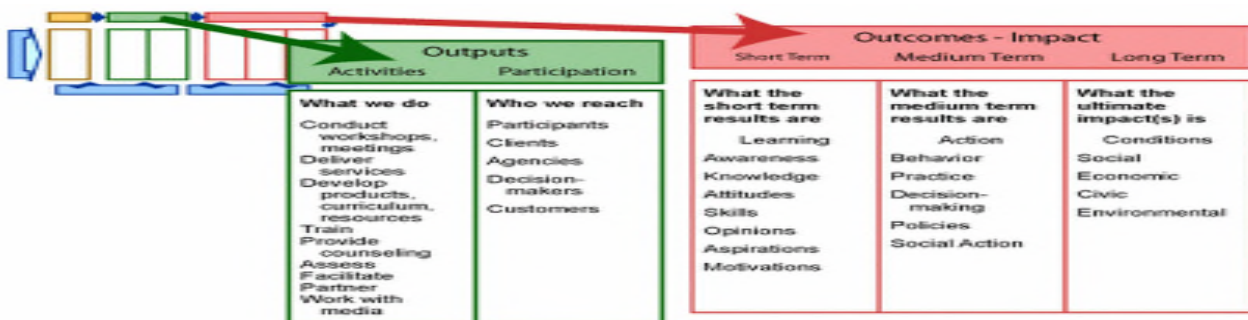 Outputs
Activities
Participation
What we do
Conduct
workshops,
meetings
Deliver
services
Develop
products,
curriculum,
resources
Train
Provide
counseling
Assess
Facilitate
Partner
Work with
media
Who we reach
Participants
Clients
Agencies
Decision-
makers
Customers
Outcomes - Impact
Short Term
Medium Term
Long Term
What the
short term
results are
Learning
Awareness
Knowledge
Attitudes
Skills
Opinions
Aspirations
Motivations
What the
medium term
results are
Action
Behavior
Practice
Decision-
making
Policies
Social Action
What the
ultimate
impact(s) is
Conditions
Social
Economic
Civic
Environmental